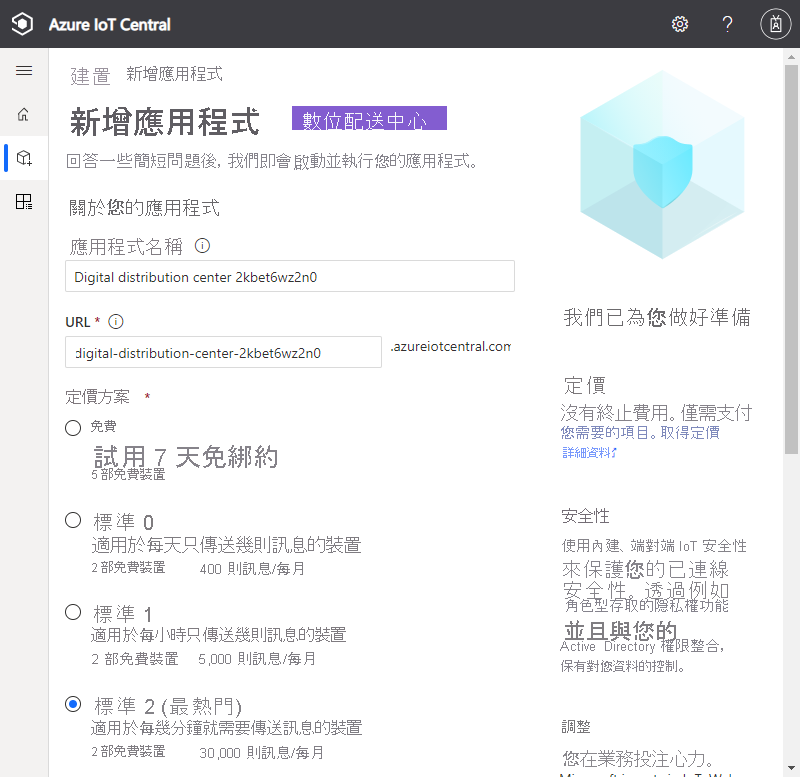 Azure IoT Central
建置 新增應用程式
新增應用程式 數位配送中心
回答一些簡短問題後, 我們即會啟動並執行您的應用程式。
關於您的應用程式
應用程式名稱
Digital distribution center 2kbet6wz2n0
URL *
digital-distribution-center-2kbet6wz2n0 .azureiotcentral.com
定價方案 *
免費
試用 7 天免綁約
5 部免費裝置
標準 0
適用於每天只傳送幾則訊息的裝置
2 部免費裝置 400 則訊息/每月
標準 1
適用於每小時只傳送幾則訊息的裝置
2 部免費裝置 5,000 則訊息/每月
標準 2 (最熱門)
適用於每幾分鐘就需要傳送訊息的裝置
2 部免費裝置 30,000 則訊息/每月
我們已為您做好準備
定價
沒有終止費用。僅需支付
您需要的項目。取得定價
詳細資料
安全性
使用內建、端對端 IoT 安全性
來保護您的已連線
安全性。透過例如
角色型存取的隱私權功能
並且與您的
Active Directory 權限整合,
保有對您資料的控制。
調整
您在業務投注心力。